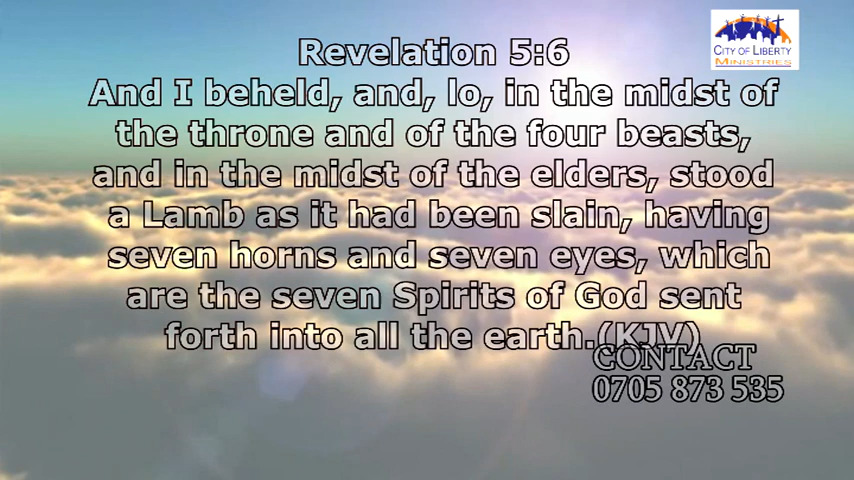 Revelation 5:6
And I beheld, and, lo, in the midst of
the throne and of the four beasts,
and in the midst of the elders, stood
a Lamb as it had been slain, having
seven horns and seven eyes, which
are the seven Spirits of God sent
forth into all the earth.(KJV)
CONTACT
0705 873 535
CITY OF LIBERTY
MINISTRIES